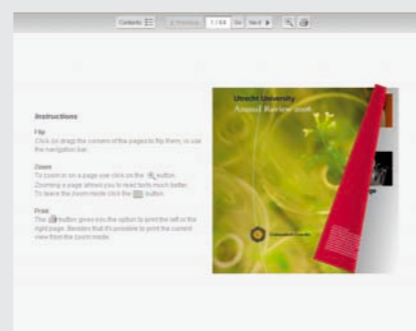 Contents
Previous
1 / 64
Go
Next
Instructions
Flip
Click (or drag) the corners of the pages to flip them, or use
the navigation bar.
Zoom
To zoom in on a page use click on the button.
Zooming a page allows you to read texts much better.
To leave the zoom mode click the button.
Print
The button gives you the option to print the left or the
right page. Besides that it's possible to print the current
view from the zoom mode.
Utrecht University
Annual Review 2006